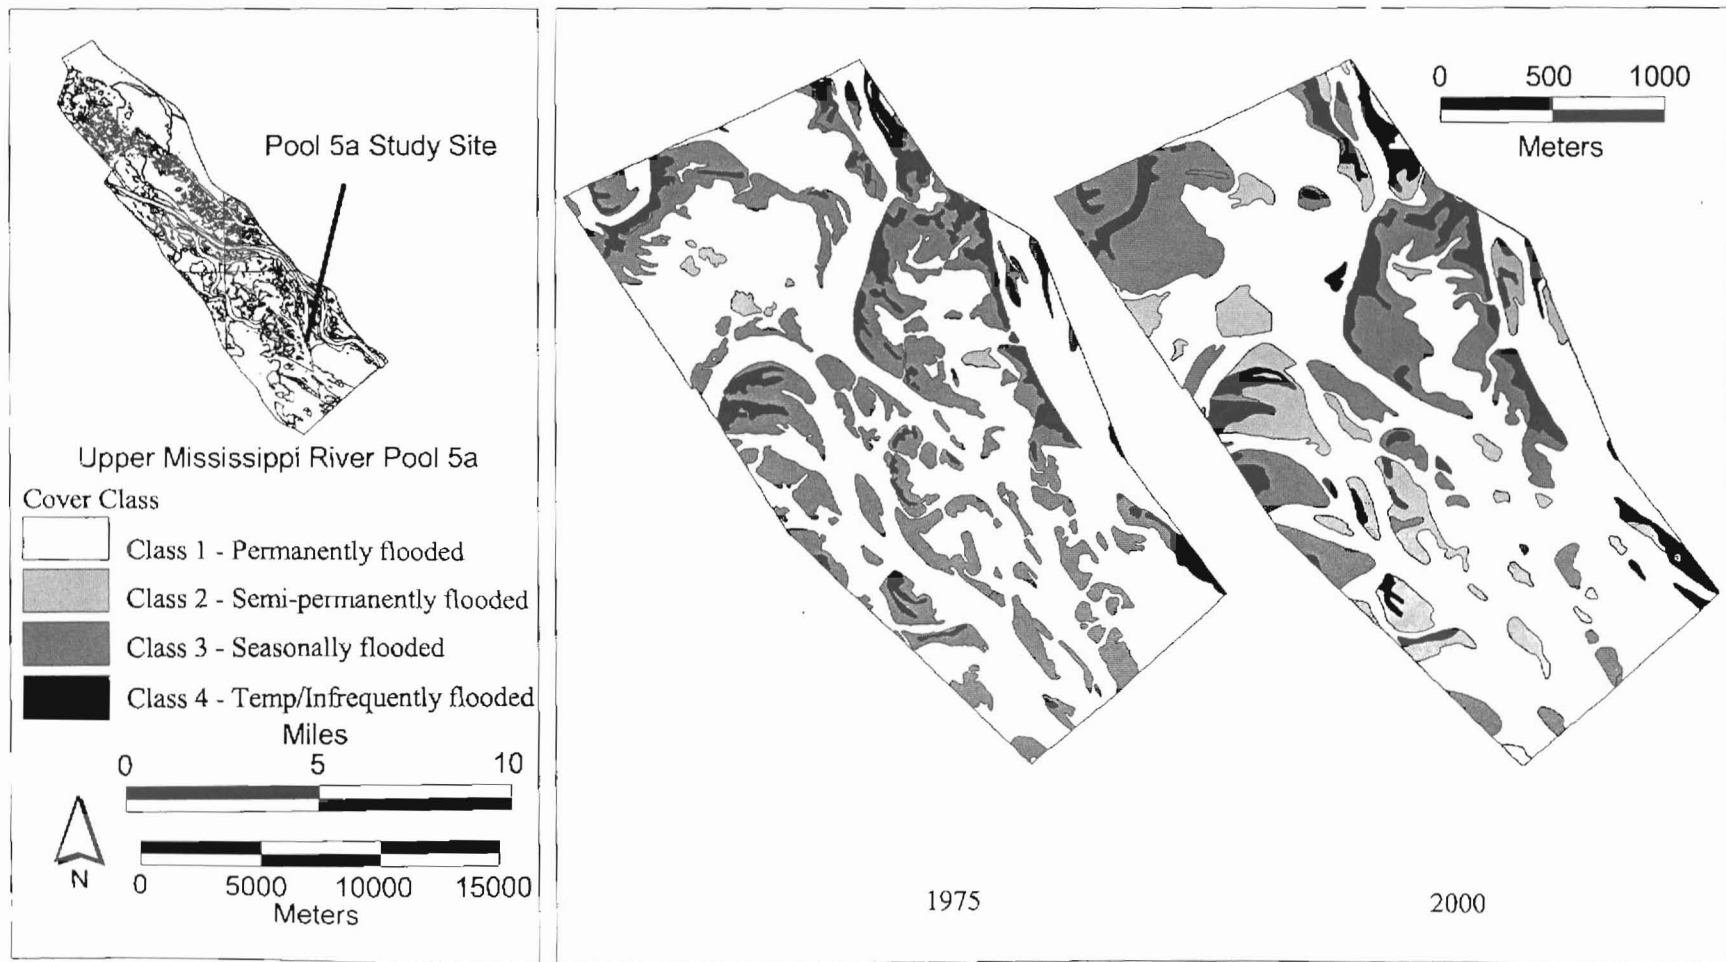 Pool 5a Study Site
Upper Mississippi River Pool 5a
Cover Class
Class 1 - Permanently flooded
Class 2 - Semi-permanently flooded
Class 3 - Seasonally flooded
Class 4 - Temp/Infrequently flooded
Miles
0 5 10
N
0 5000 10000 15000
Meters
0 500 1000
Meters
1975
2000